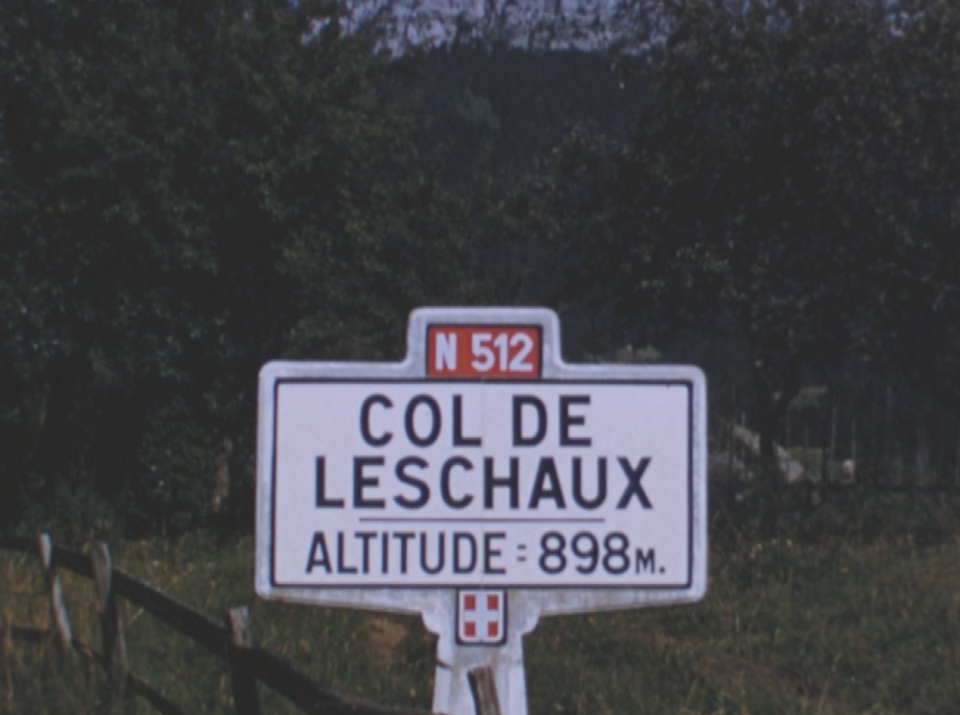 N 512
COL DE
LESCHAUX
ALTITUDE = 898M.